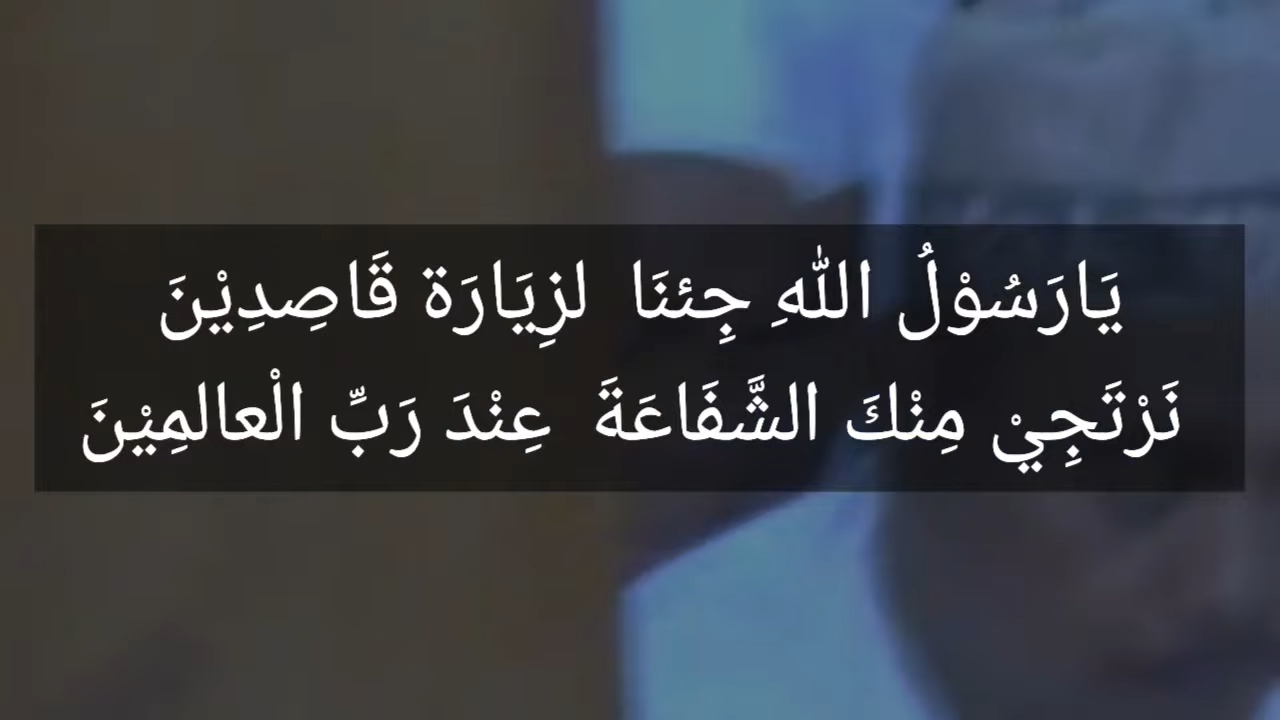 يَارَسُوْلُ اللهِ جِئنَا لزِيَارَة قَاصِدِيْنَ
نَرْتَجِيْ مِنْكَ الشَّفَاعَةَ عِنْدَ رَبِّ الْعالمِيْنَ